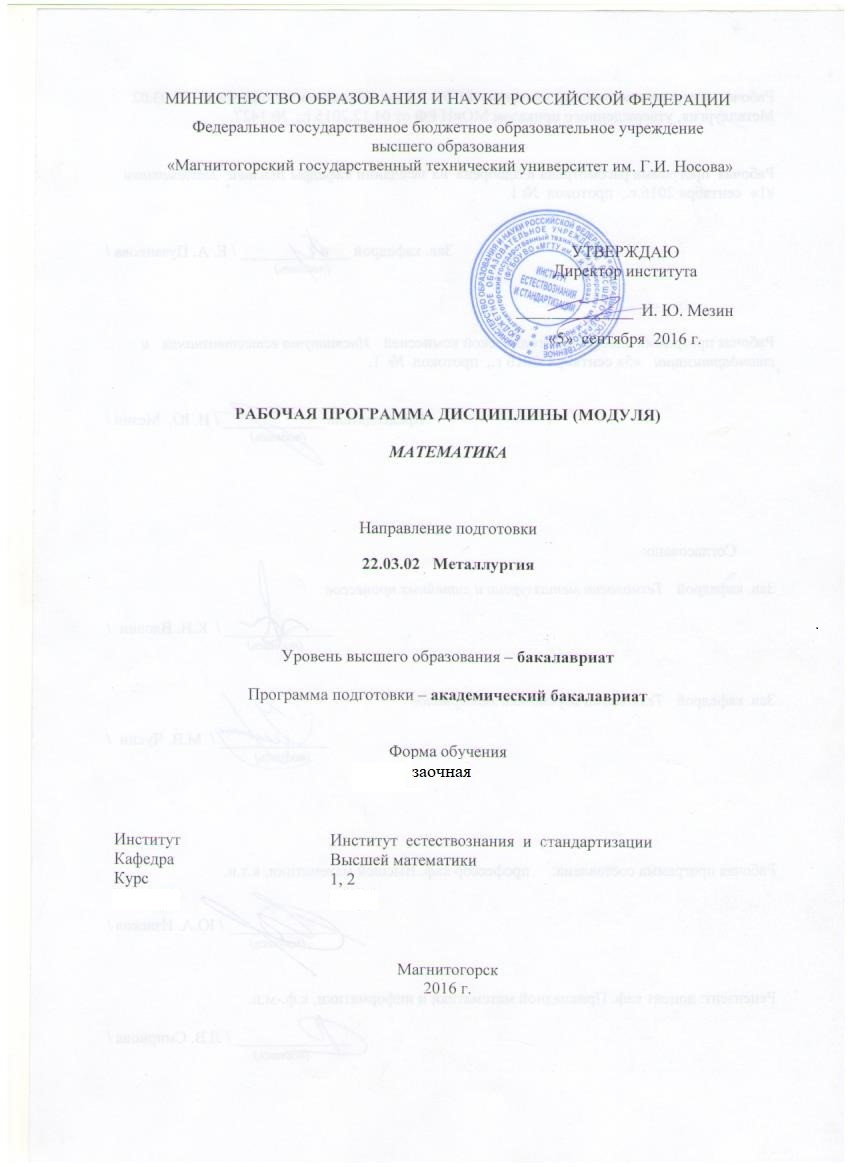 МИНИСТЕРСТВО ОБРАЗОВАНИЯ И НАУКИ РОССИЙСКОЙ ФЕДЕРАЦИИ
Федеральное государственное бюджетное образовательное учреждение
высшего образования
«Магнитогорский государственный технический университет им. Г.И. Носова»
УТВЕРЖДАЮ
Директор института
И. Ю. Мезин
«5» сентября 2016 г.
ИНСТИТУТ
ЕСТЕСТВОЗНАНИЯ
И СТАНДАРТИЗАЦИИ
РАБОЧАЯ ПРОГРАММА ДИСЦИПЛИНЫ (МОДУЛЯ)
МАТЕМАТИКА
Направление подготовки
22.03.02 Металлургия
Уровень высшего образования – бакалавриат
Программа подготовки – академический бакалавриат
Форма обучения
заочная
Институт Институт естествознания и стандартизации
Кафедра Высшей математики
Курс 1, 2
Магнитогорск
2016 г.